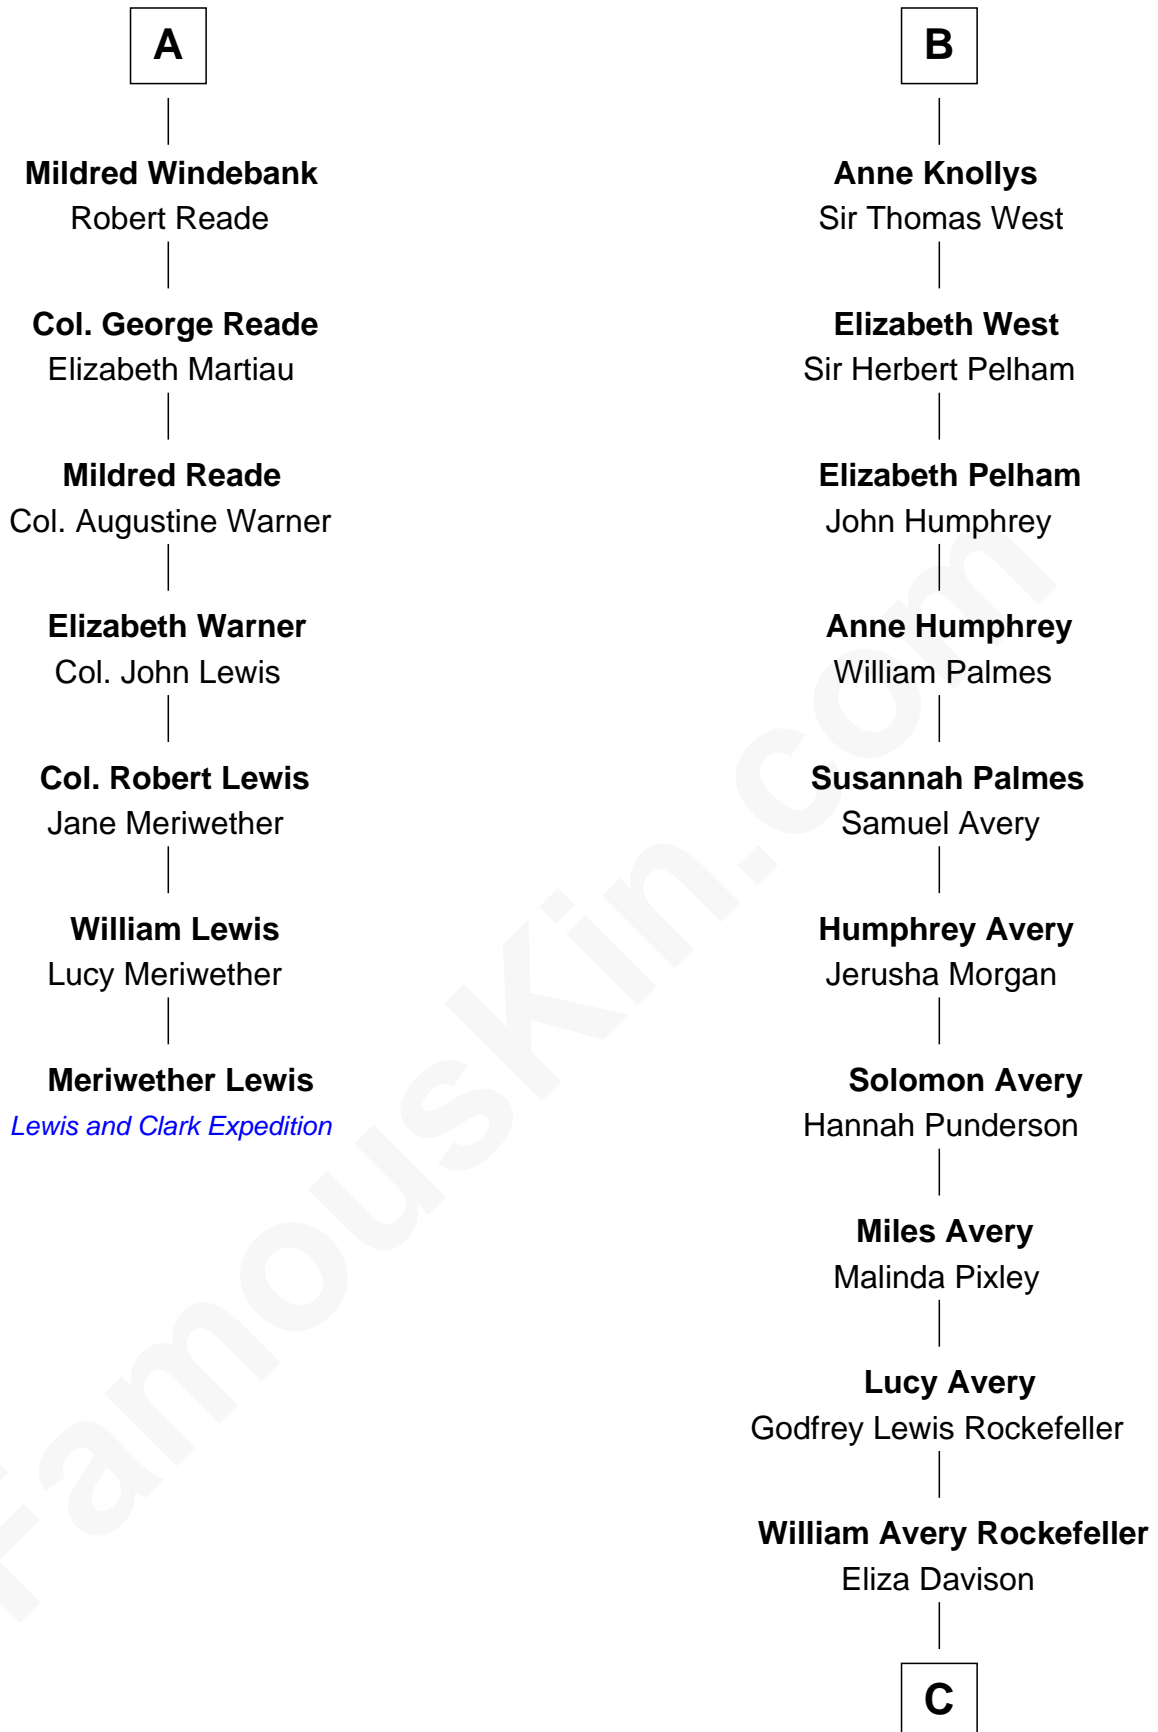 A
Mildred Windebank
Robert Reade
Col. George Reade
Elizabeth Martiau
Mildred Reade
Col. Augustine Warner
Elizabeth Warner
Col. John Lewis
Col. Robert Lewis
Jane Meriwether
William Lewis
Lucy Meriwether
Meriwether Lewis
Lewis and Clark Expedition
B
Anne Knollys
Sir Thomas West
Elizabeth West
Sir Herbert Pelham
Elizabeth Pelham
John Humphrey
Anne Humphrey
William Palmes
Susannah Palmes
Samuel Avery
Humphrey Avery
Jerusha Morgan
Solomon Avery
Hannah Punderson
Miles Avery
Malinda Pixley
Lucy Avery
Godfrey Lewis Rockefeller
William Avery Rockefeller
Eliza Davison
C
FamousKin.com